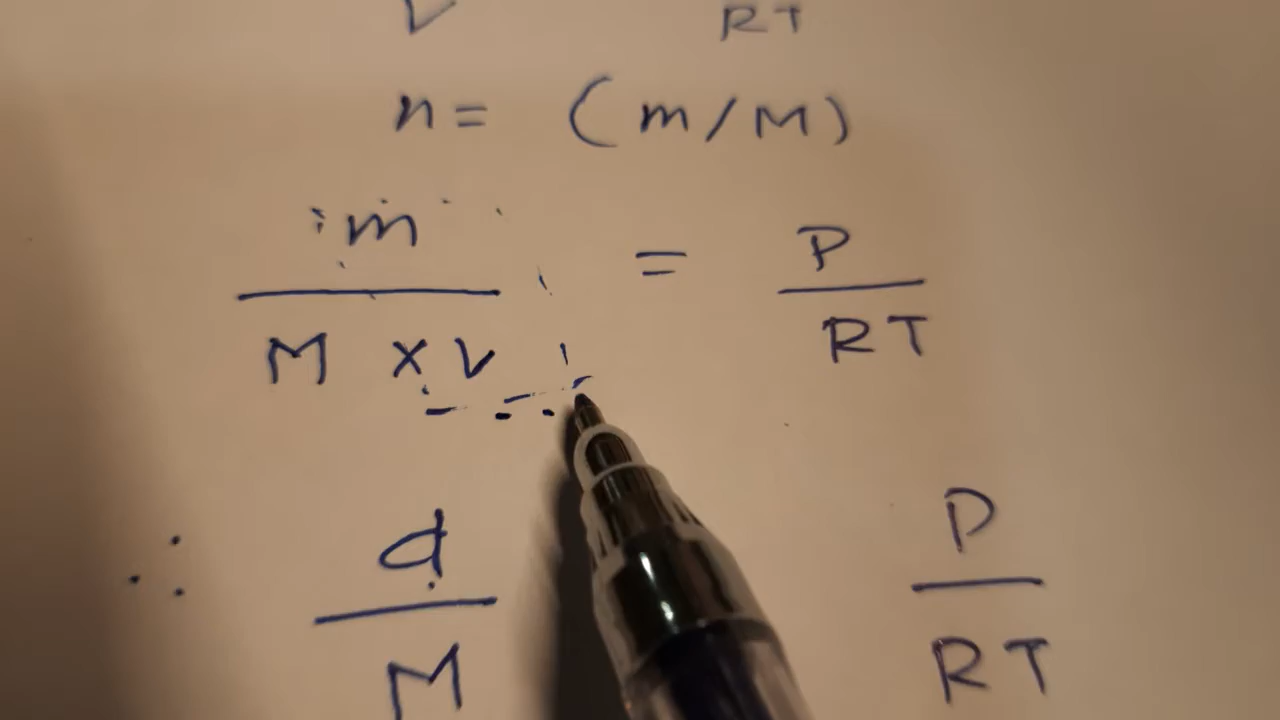 V RT
n = (m/M)
m = P
M × V RT
∴ d P
M RT